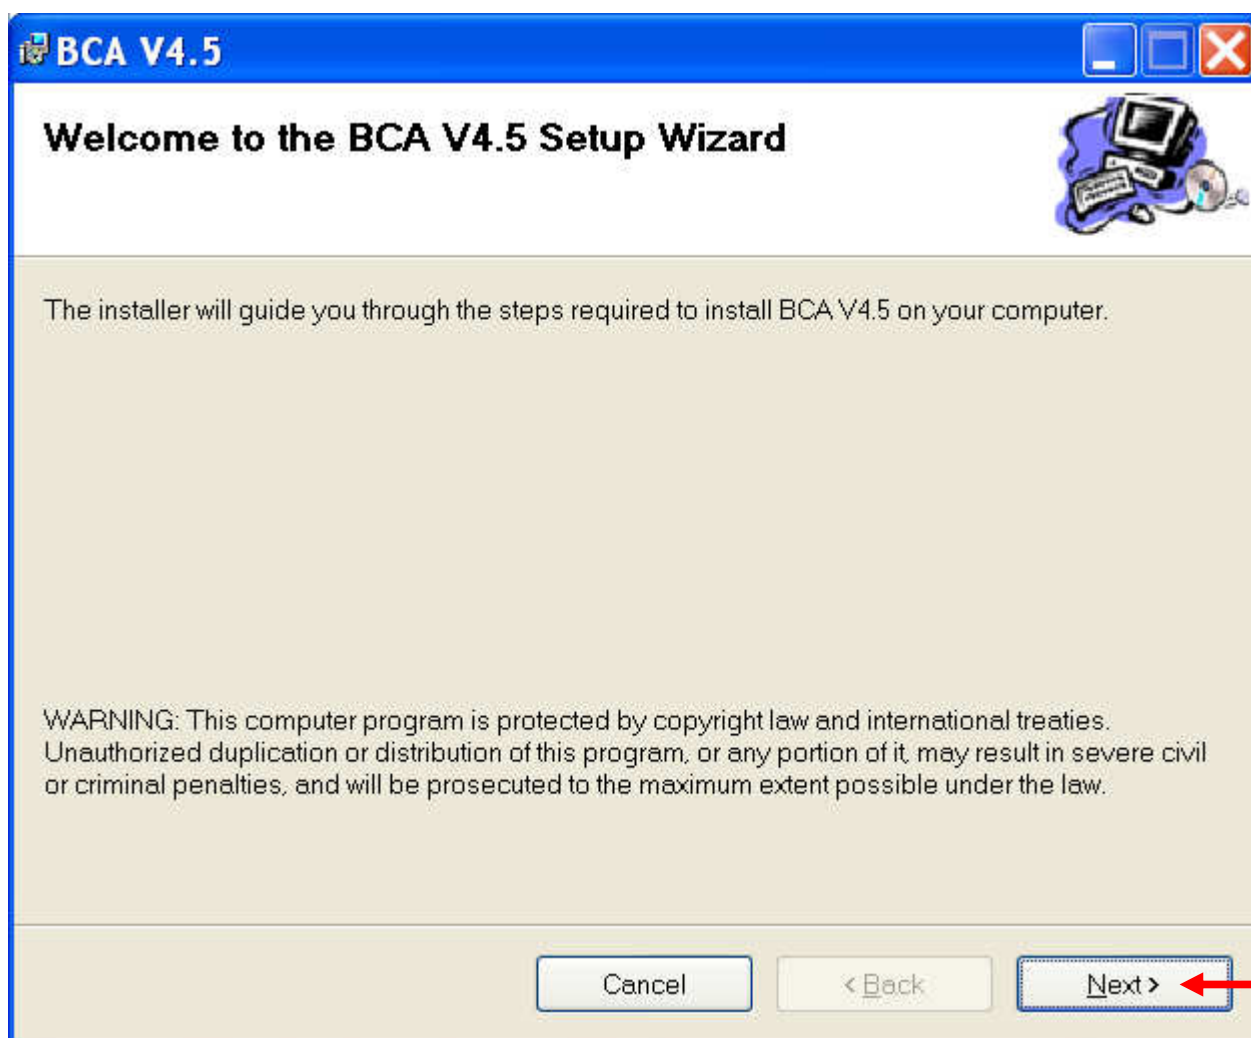 BCA V4.5
Welcome to the BCA V4.5 Setup Wizard
The installer will guide you through the steps required to install BCA V4.5 on your computer.
WARNING: This computer program is protected by copyright law and international treaties.
Unauthorized duplication or distribution of this program, or any portion of it, may result in severe civil
or criminal penalties, and will be prosecuted to the maximum extent possible under the law.
Cancel
< Back
Next >